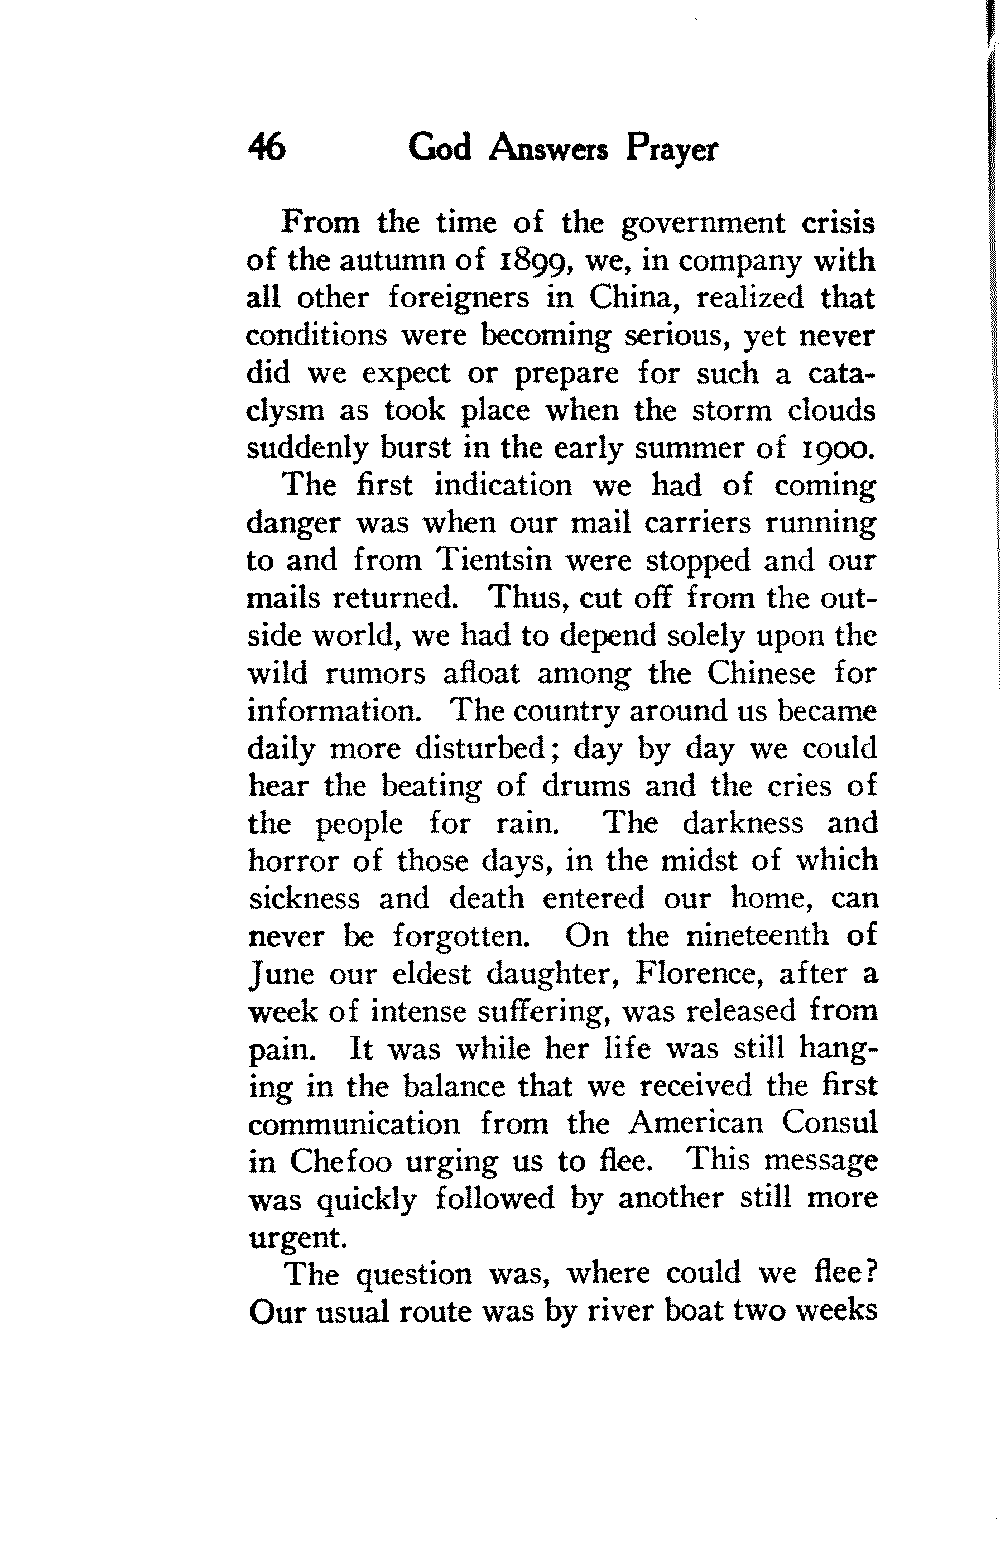 46 God Answers Prayer
From the time of the government crisis
of the autumn of 1899, we, in company with
all other foreigners in China, realized that
conditions were becoming serious, yet never
did we expect or prepare for such a cata-
clysm as took place when the storm clouds
suddenly burst in the early summer of 1900.
The first indication we had of coming
danger was when our mail carriers running
to and from Tientsin were stopped and our
mails returned. Thus, cut off from the out-
side world, we had to depend solely upon the
wild rumors afloat among the Chinese for
information. The country around us became
daily more disturbed; day by day we could
hear the beating of drums and the cries of
the people for rain. The darkness and
horror of those days, in the midst of which
sickness and death entered our home, can
never be forgotten. On the nineteenth of
June our eldest daughter, Florence, after a
week of intense suffering, was released from
pain. It was while her life was still hang-
ing in the balance that we received the first
communication from the American Consul
in Chefoo urging us to flee. This message
was quickly followed by another still more
urgent.
The question was, where could we flee?
Our usual route was by river boat two weeks